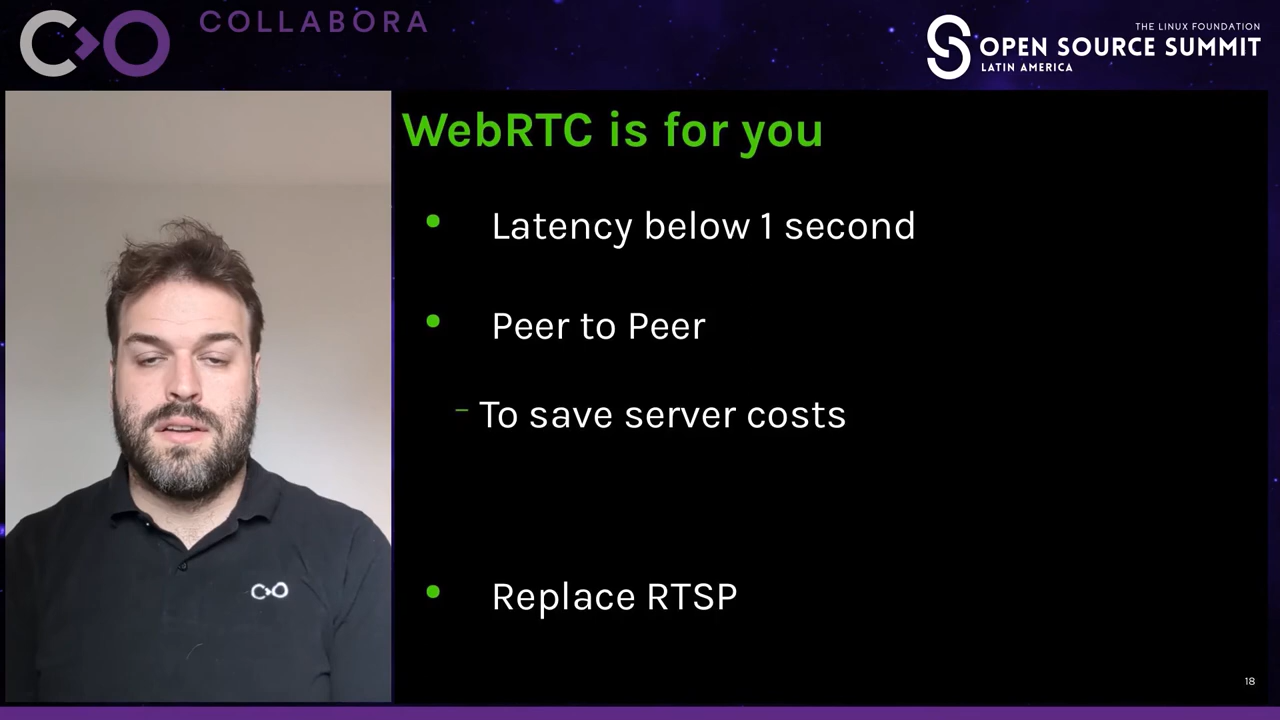 COLLABORA
THE LINUX FOUNDATION
OPEN SOURCE SUMMIT
LATIN AMERICA
WebRTC is for you
• Latency below 1 second
• Peer to Peer
– To save server costs
• Replace RTSP
18